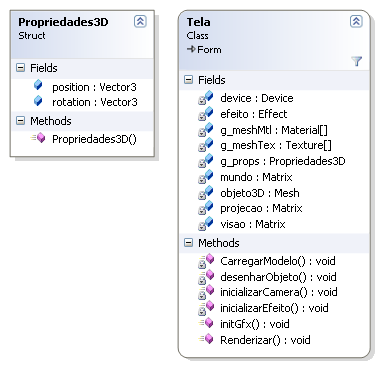 Propriedades3D
Struct
Fields
position : Vector3
rotation : Vector3
Methods
Propriedades3D()
Tela
Class
Form
Fields
device : Device
efeito : Effect
g_meshMtl : Material[]
g_meshTex : Texture[]
g_props : Propriedades3D
mundo : Matrix
objeto3D : Mesh
projecao : Matrix
visao : Matrix
Methods
CarregarModelo() : void
desenharObjeto() : void
inicializarCamera() : void
inicializarEfeito() : void
initGfx() : void
Renderizar() : void